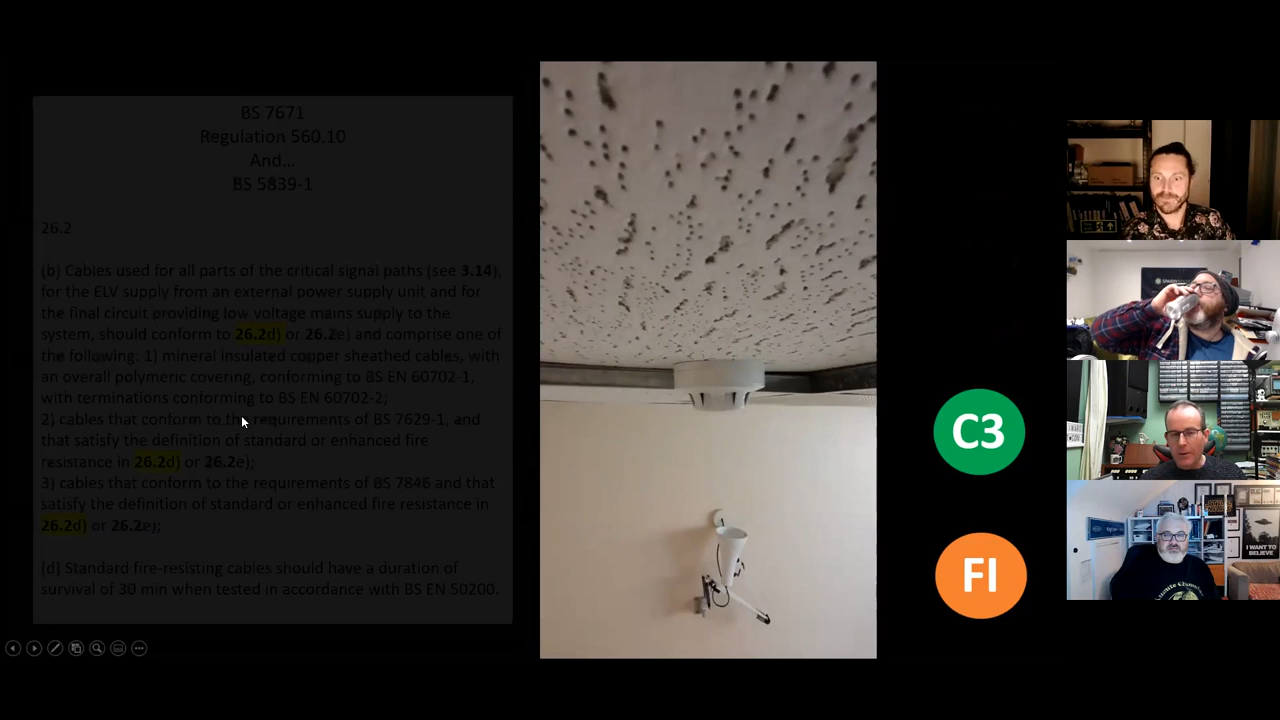 BS 7671
Regulation 560.10
And...
BS 5839-1
26.2
(b) Cables used for all parts of the critical signal paths (see 3.14),
for the ELV supply from an external power supply unit and for
the final circuit providing low voltage mains supply to the
system, should conform to 26.2d) or 26.2e) and comprise one of
the following: 1) mineral insulated copper sheathed cables, with
an overall polymeric covering, conforming to BS EN 60702-1,
with terminations conforming to BS EN 60702-2;
2) cables that conform to the requirements of BS 7629-1, and
that satisfy the definition of standard or enhanced fire
resistance in 26.2d) or 26.2e);
3) cables that conform to the requirements of BS 7846 and that
satisfy the definition of standard or enhanced fire resistance in
26.2d) or 26.2e);
(d) Standard fire-resisting cables should have a duration of
survival of 30 min when tested in accordance with BS EN 50200.
C3
FI
I WANT TO
BELIEVE